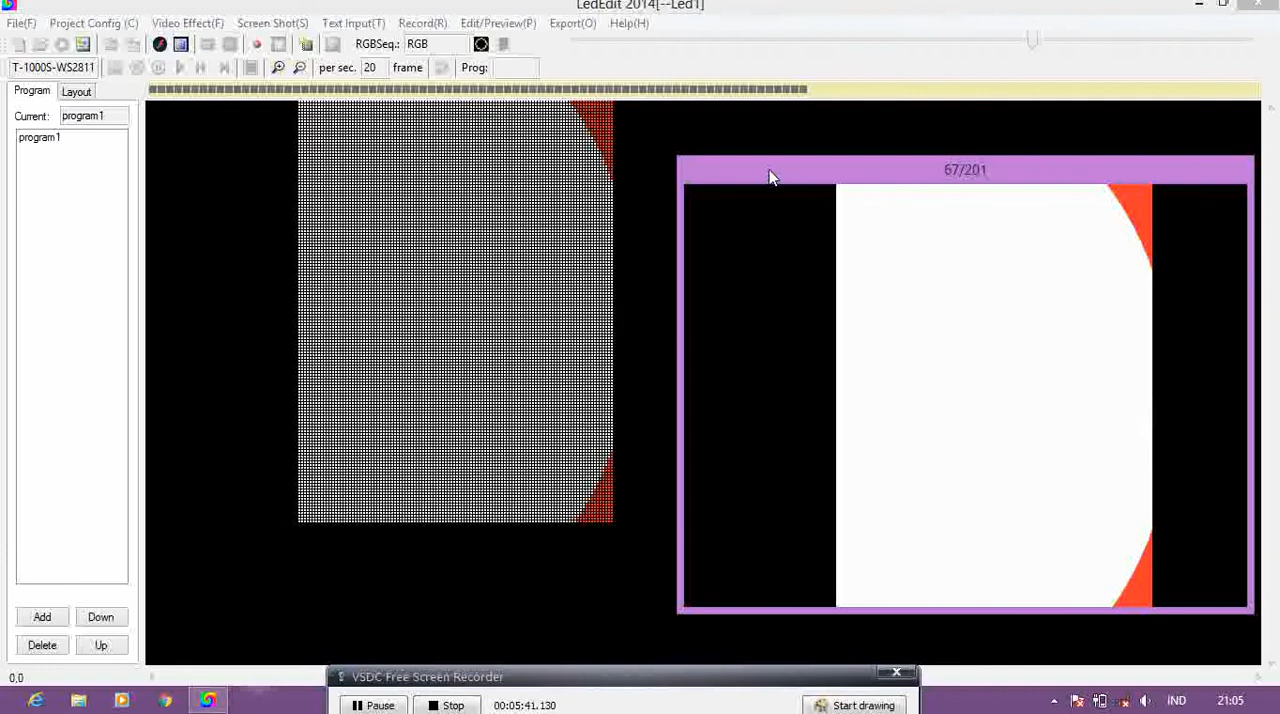 LedEdit 2014[--Led1]
File(F) Project Config (C) Video Effect(F) Screen Shot(S) Text Input(T) Record(R) Edit/Preview(P) Export(O) Help(H)
RGBSeq.: RGB
T-1000S-WS2811 per sec. 20 frame Prog:
Program Layout
Current: program1
program1
67/201
Add Down
Delete Up
0,0
VSDC Free Screen Recorder
Pause Stop 00:05:41.130 Start drawing
IND 21:05